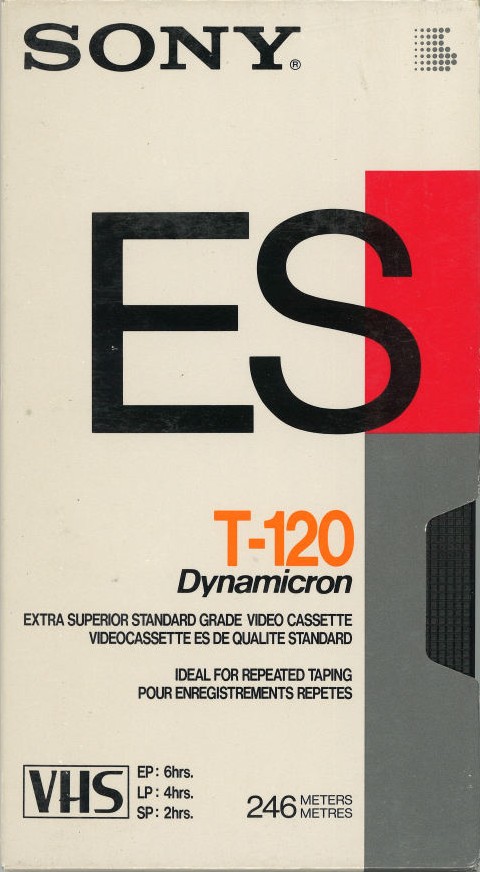 SONY®
ES
T-120
Dynamicron
EXTRA SUPERIOR STANDARD GRADE VIDEO CASSETTE
VIDEOCASSETTE ES DE QUALITE STANDARD
IDEAL FOR REPEATED TAPING
POUR ENREGISTREMENTS REPETES
VHS
EP: 6hrs.
LP: 4hrs.
SP: 2hrs.
246 METERS
METRES